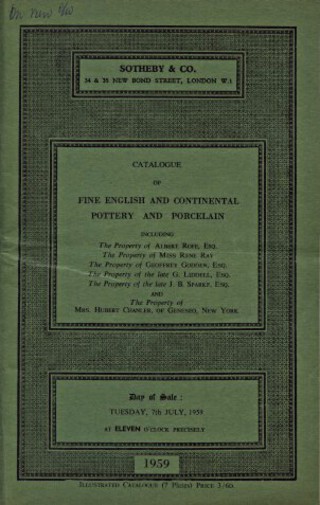 SOTHEBY & CO.
34 & 35 NEW BOND STREET, LONDON W.1
CATALOGUE
OF
FINE ENGLISH AND CONTINENTAL
POTTERY AND PORCELAIN
INCLUDING
The Property of ALBERT ROFE, ESQ.
The Property of MISS RENE RAY
The Property of GEOFFREY GODDEN, ESQ.
The Property of the late G. LIDDELL, ESQ.
The Property of the late J. B. ESQ.
AND
The Property of
MRS. HUBERT CHANLER, OF GENESEO, NEW YORK
Day of Sale :
TUESDAY, 7th JULY, 1959
AT ELEVEN O'CLOCK PRECISELY
1959
ILLUSTRATED CATALOGUE (7 Plates) PRICE